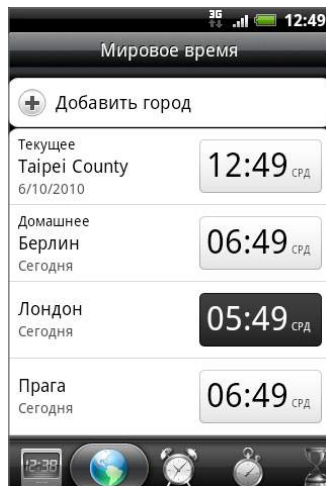 3G 12:49
Мировое время
Добавить город
Текущее
Taipei County
6/10/2010
12:49 СРД
Домашнее
Берлин
Сегодня
06:49 СРД
Лондон
Сегодня
05:49 СРД
Прага
Сегодня
06:49 СРД
12:38